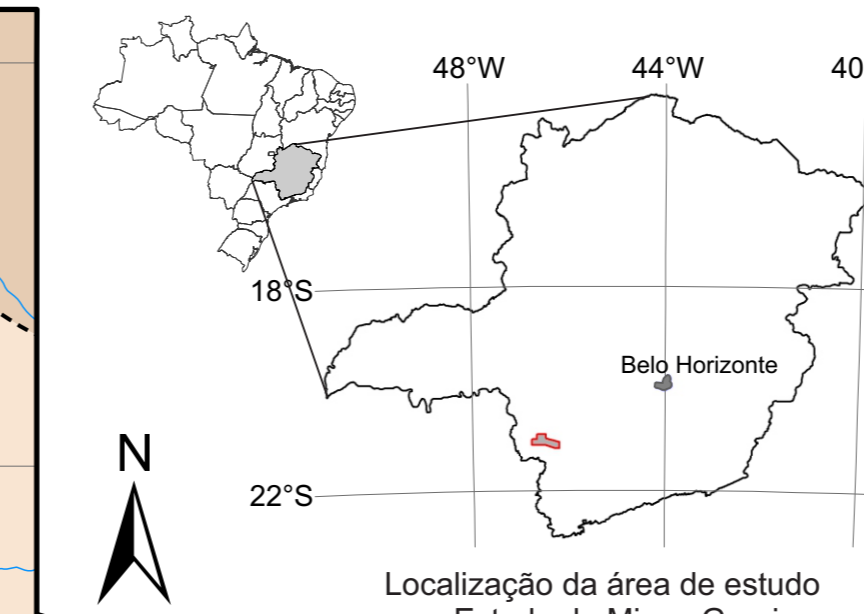 48°W 44°W 40
18°S
Belo Horizonte
N
22°S
Localização da área de estudo